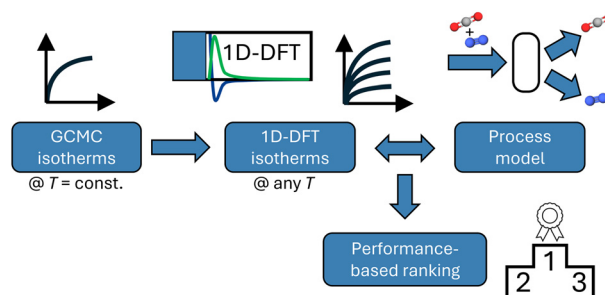 1D-DFT
+
GCMC
isotherms
@ T = const.
1D-DFT
isotherms
@ any T
Process
model
Performance-
based ranking
1
2
3